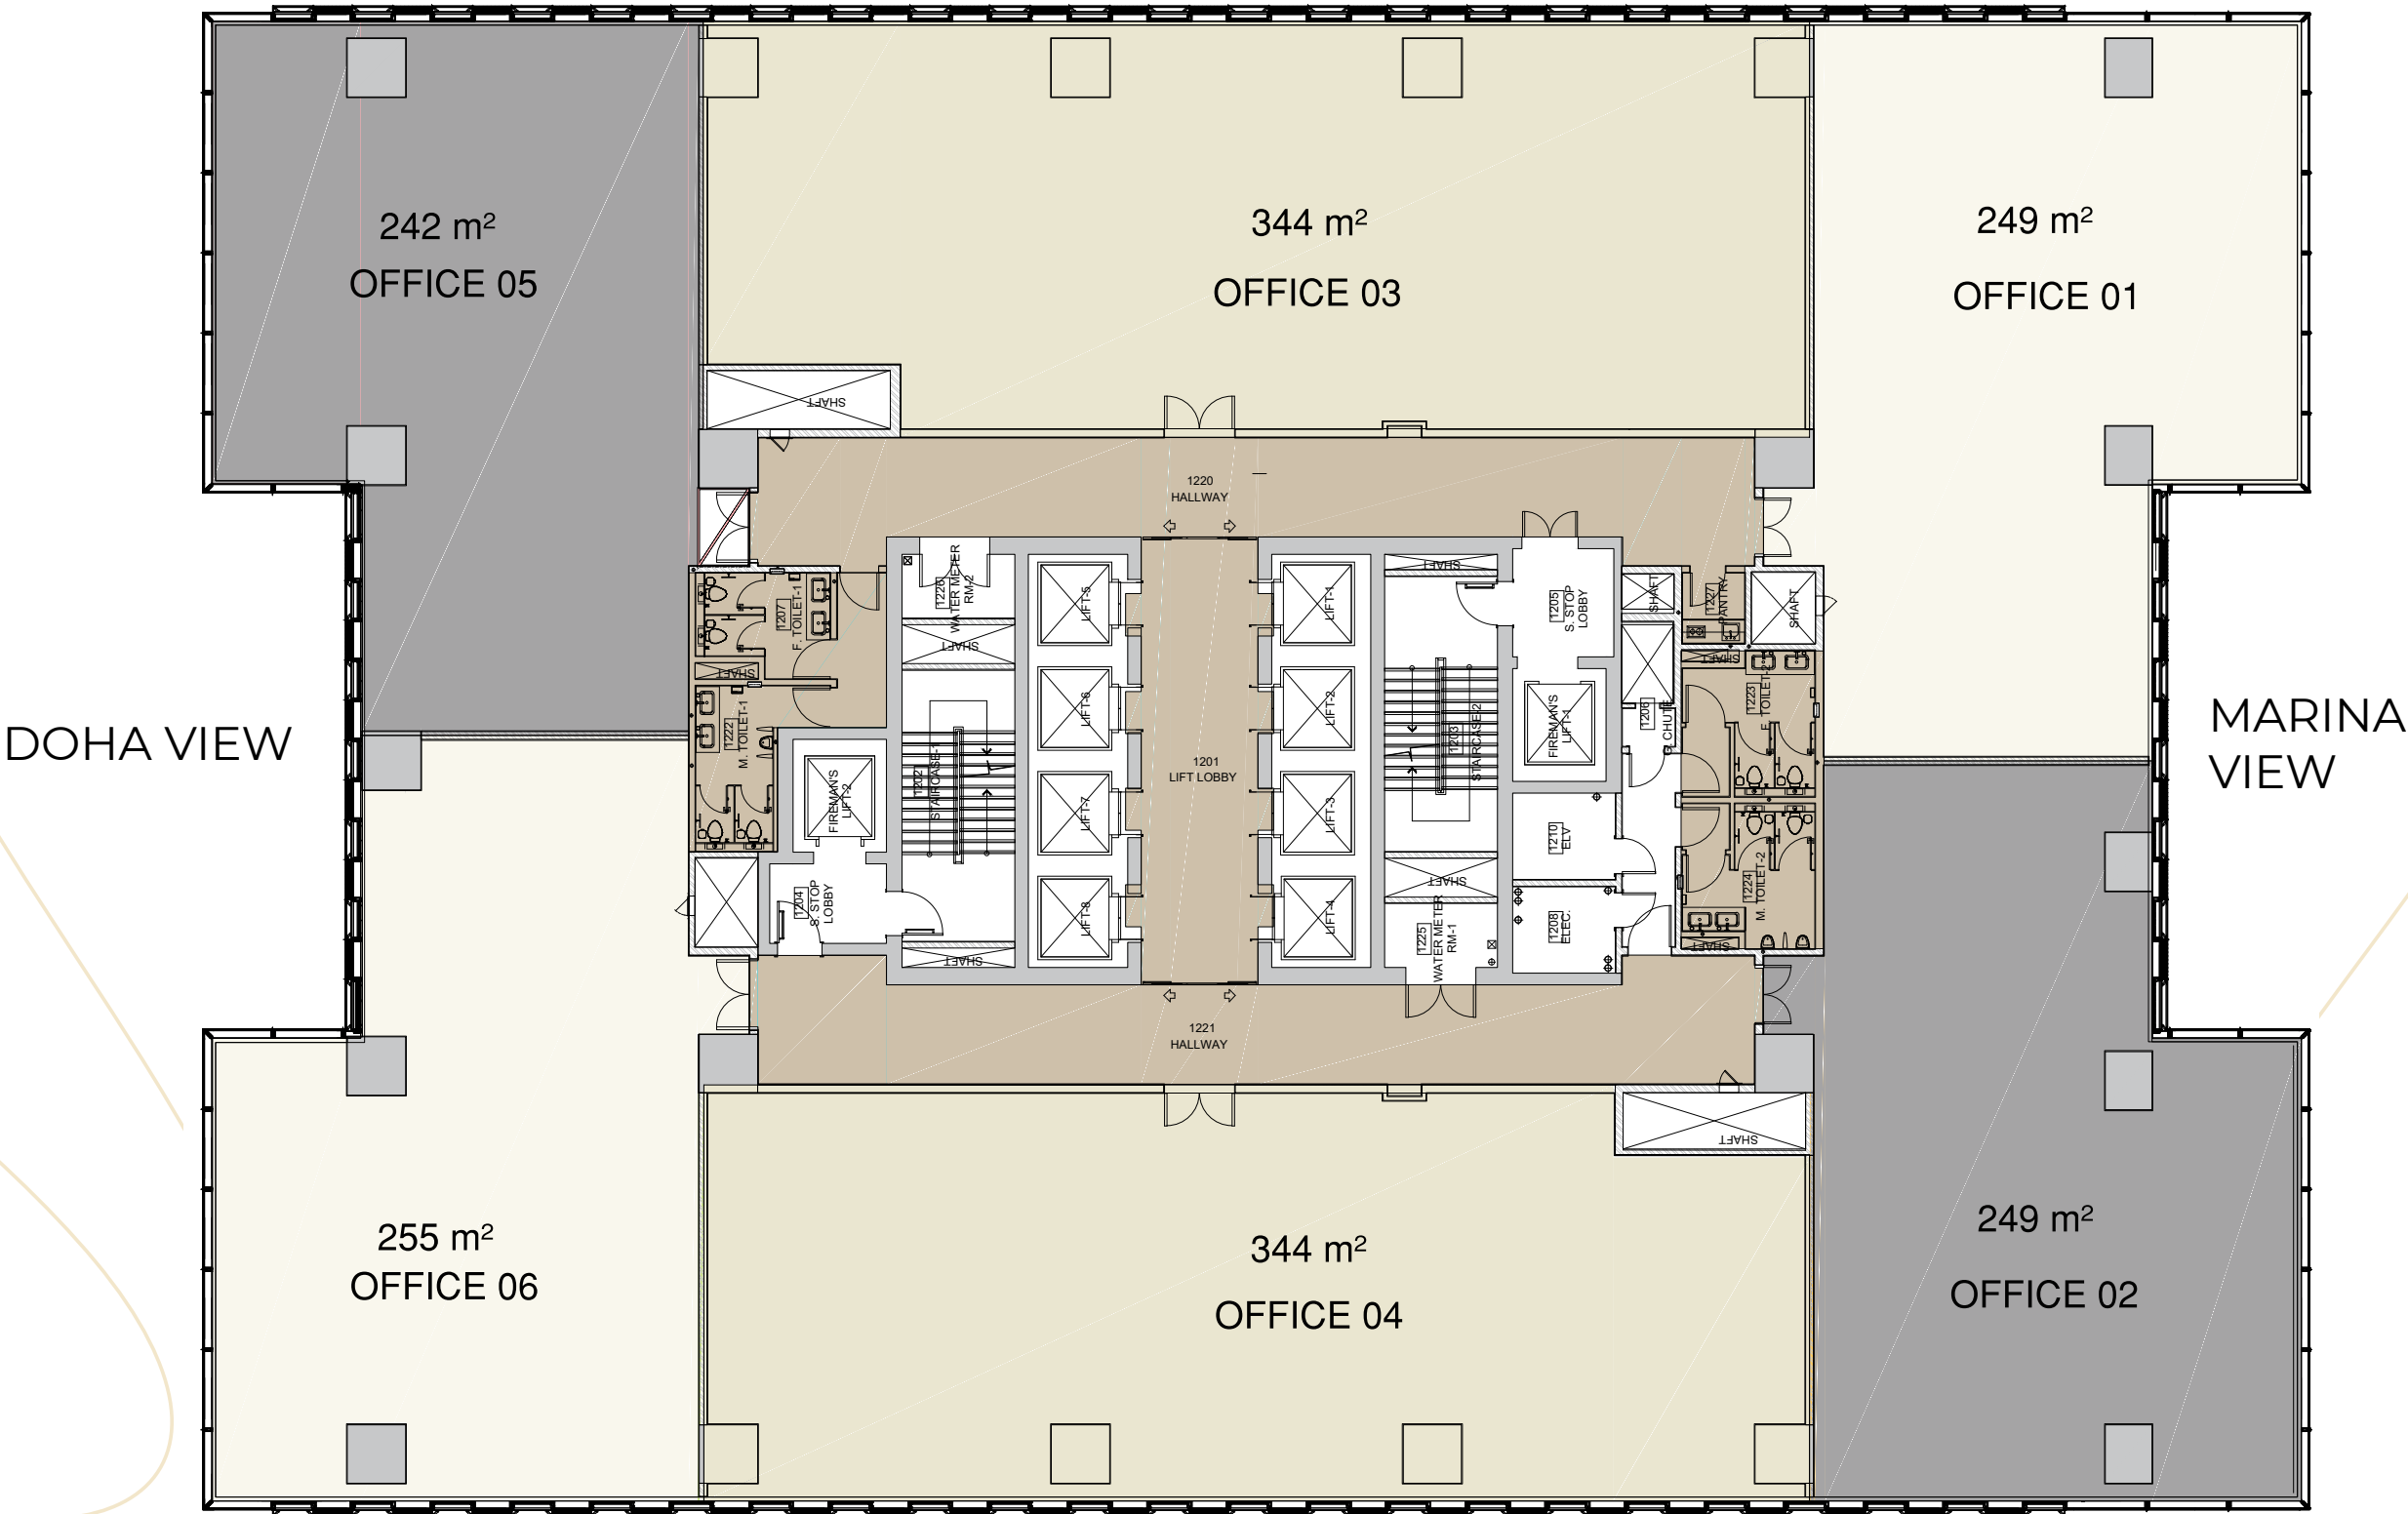 242 m²
OFFICE 05
344 m²
OFFICE 03
249 m²
OFFICE 01
SHAFT
1220
HALLWAY
DOHA VIEW
MARINA
VIEW
1207
F. TOILET-1
SHAFT
1222
M. TOILET-1
FIREMAN'S
LIFT-2
1204
S. STOP
LOBBY
1226
WATER METER
RM-2
SHAFT
1202
STAIRCASE-1
SHAFT
LIFT-5
LIFT-6
LIFT-7
LIFT-8
1201
LIFT LOBBY
LIFT-1
LIFT-2
LIFT-3
LIFT-4
SHAFT
1203
STAIRCASE-2
SHAFT
1225
WATER METER
RM-1
1205
S. STOP
LOBBY
FIREMAN'S
LIFT-1
1210
ELV
1208
ELEC.
SHAFT
1206
G. CHUTE
1227
PANTRY
SHAFT
SHAFT
1223
F. TOILET-2
1224
M. TOILET-2
SHAFT
1221
HALLWAY
SHAFT
255 m²
OFFICE 06
344 m²
OFFICE 04
249 m²
OFFICE 02